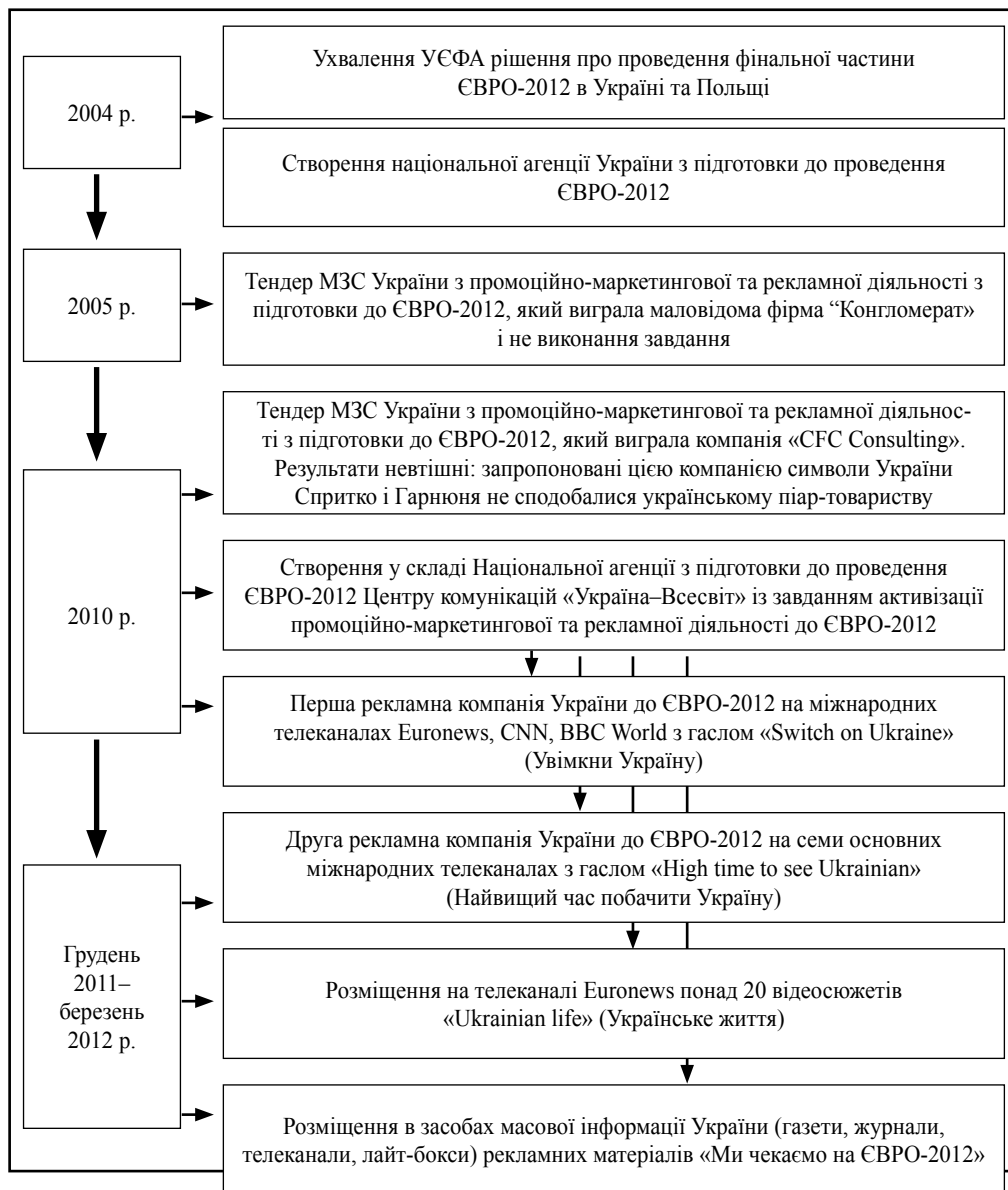 2004 р.
Ухвалення УЄФА рішення про проведення фінальної частини
ЄВРО-2012 в Україні та Польщі
Створення національної агенції України з підготовки до проведення
ЄВРО-2012
2005 р.
Тендер МЗС України з промоційно-маркетингової та рекламної діяльності з
підготовки до ЄВРО-2012, який виграла маловідома фірма “Конгломерат»
і не виконання завдання
2010 р.
Тендер МЗС України з промоційно-маркетингової та рекламної діяльнос-
ті з підготовки до ЄВРО-2012, який виграла компанія «CFC Consulting».
Результати невтішні: запропоновані цією компанією символи України
Спритко і Гарнюня не сподобалися українському піар-товариству
Створення у складі Національної агенції з підготовки до проведення
ЄВРО-2012 Центру комунікацій «Україна–Всесвіт» із завданням активізації
промоційно-маркетингової та рекламної діяльності до ЄВРО-2012
Перша рекламна компанія України до ЄВРО-2012 на міжнародних
телеканалах Euronews, CNN, BBC World з гаслом «Switch on Ukraine»
(Увімкни Україну)
Грудень
2011–
березень
2012 р.
Друга рекламна компанія України до ЄВРО-2012 на семи основних
міжнародних телеканалах з гаслом «High time to see Ukrainian»
(Найвищий час побачити Україну)
Розміщення на телеканалі Euronews понад 20 відеосюжетів
«Ukrainian life» (Українське життя)
Розміщення в засобах масової інформації України (газети, журнали,
телеканали, лайт-бокси) рекламних матеріалів «Ми чекаємо на ЄВРО-2012»